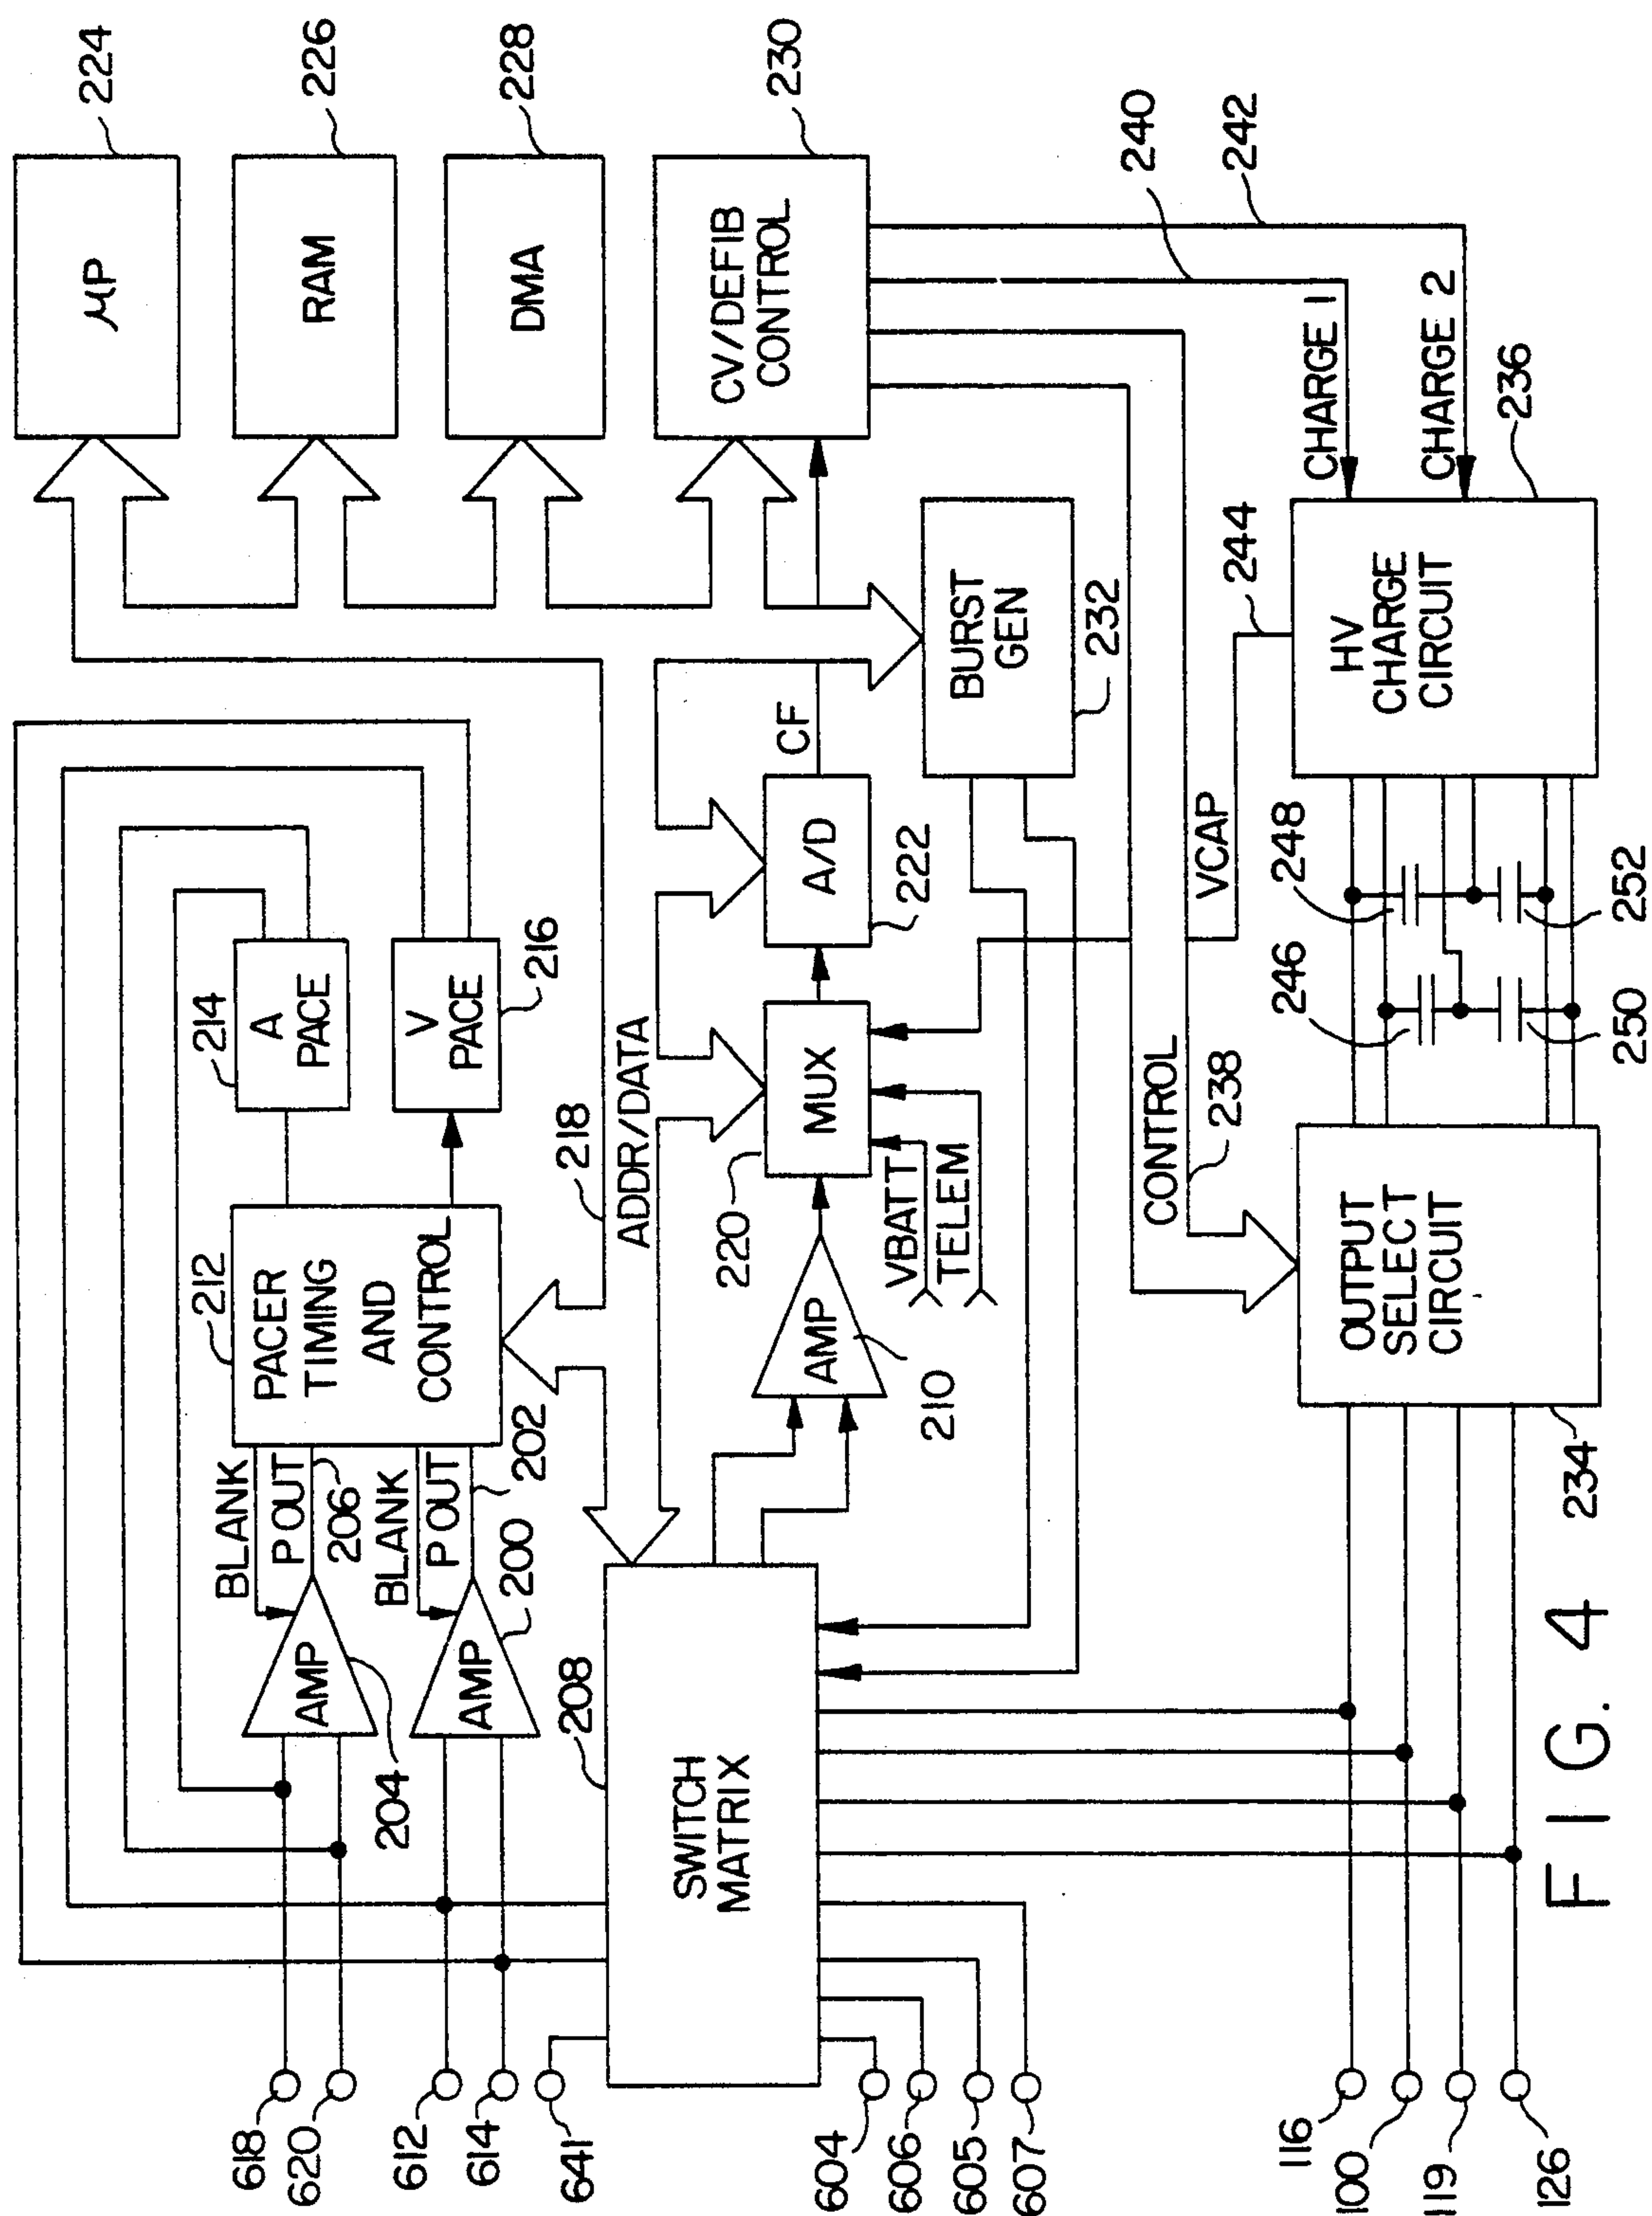 618
620
612
614
641
604
606
605
607
116
100
119
126
AMP
204
AMP
200
BLANK
P OUT
206
BLANK
P OUT
202
PACER
TIMING
AND
CONTROL
212
A
PACE
214
V
PACE
216
218
ADDR/DATA
SWITCH
MATRIX
208
AMP
210
VBATT
TELEM
MUX
220
A/D
222
CF
BURST
GEN
232
μP
224
RAM
226
DMA
228
CV/DEFIB
CONTROL
230
240
242
CHARGE 1
CHARGE 2
HV
CHARGE
CIRCUIT
236
244
VCAP
CONTROL
238
246
248
250
252
OUTPUT
SELECT
CIRCUIT
234
FIG. 4